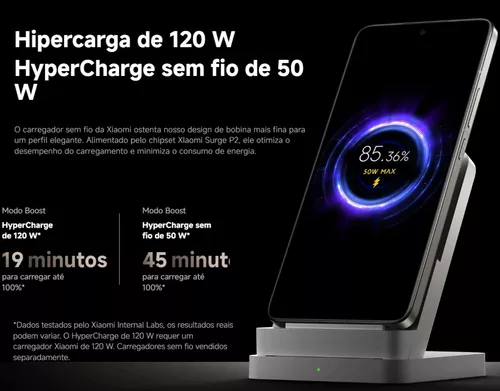 Hipercarga de 120 W
HyperCharge sem fio de 50
W
O carregador sem fio da Xiaomi ostenta nosso design de bobina mais fina para
um perfil elegante. Alimentado pelo chipset XIaomi Surge P2, ele otimiza o
desempenho do carregamento e minimiza o consumo de energia.
85.36%
50W MAX
Modo Boost
HyperCharge
de 120 W*
19 minutos
para carregar até
100%*
Modo Boost
HyperCharge sem
fio de 50 W*
45 minut
para carregar até
100%*
*Dados testados pelo Xiaomi Internal Labs, os resultados reais
podem variar. O HyperCharge de 120 W requer um
carregador Xiaomi de 120 W. Carregadores sem fio vendidos
separadamente.